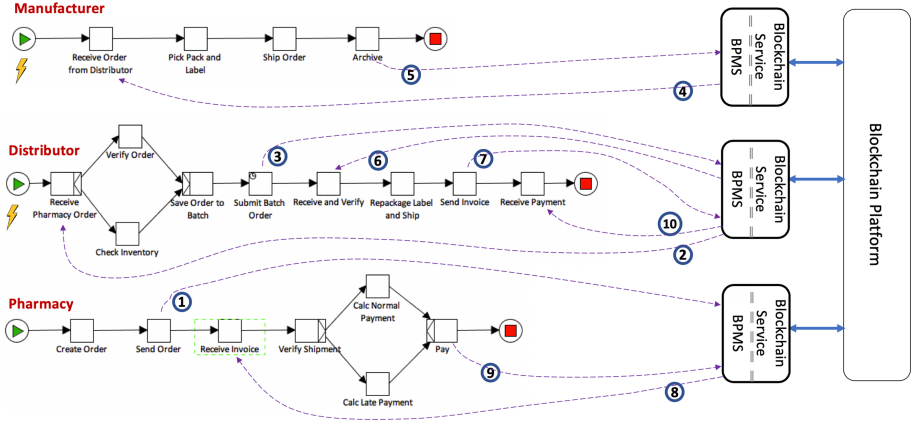 Manufacturer
Receive Order
from Distributor
Pick Pack and
Label
Ship Order
Archive
5
4
Blockchain
Service
BPMS
Distributor
Verify Order
Receive
Pharmacy Order
Check Inventory
Save Order to
Batch
3
Submit Batch
Order
6
Receive and Verify
Repackage Label
and Ship
7
Send Invoice
Receive Payment
10
2
Blockchain
Service
BPMS
Blockchain Platform
Pharmacy
1
Create Order
Send Order
Receive Invoice
Verify Shipment
Calc Normal
Payment
Calc Late Payment
Pay
9
8
Blockchain
Service
BPMS